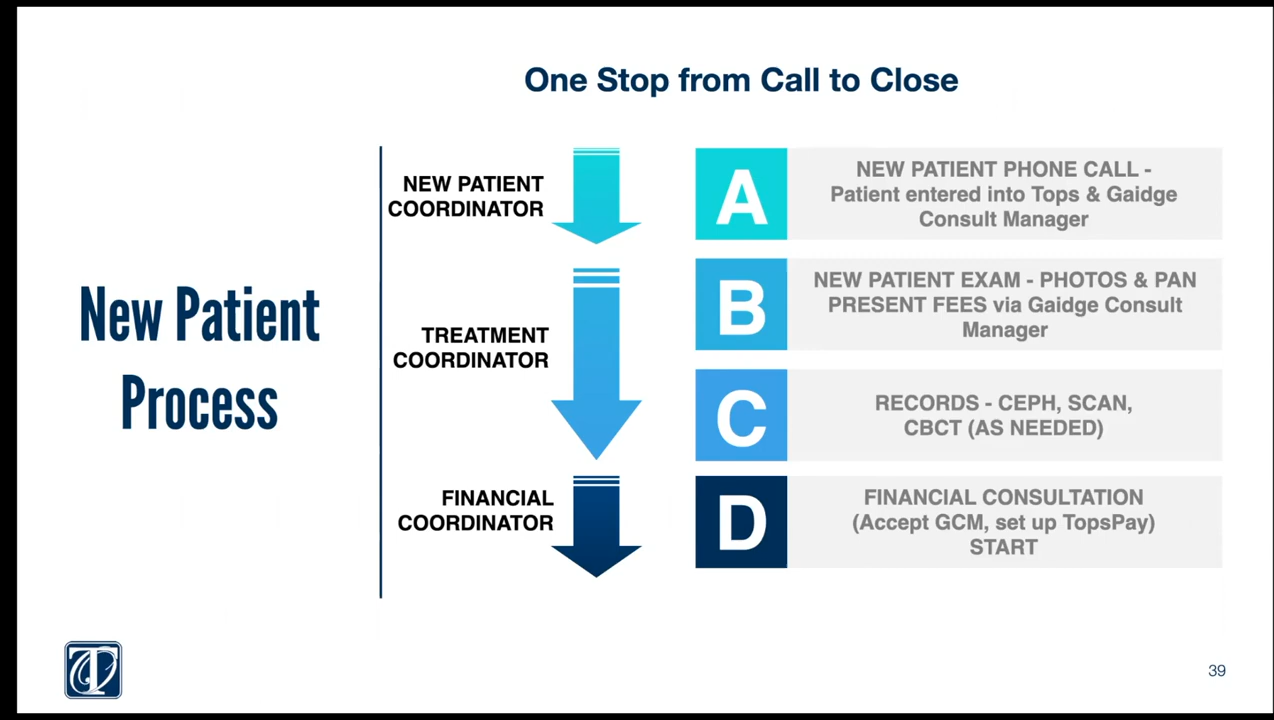 One Stop from Call to Close
New Patient
Process
NEW PATIENT
COORDINATOR
A
NEW PATIENT PHONE CALL -
Patient entered into Tops & Gaidge
Consult Manager
TREATMENT
COORDINATOR
B
NEW PATIENT EXAM - PHOTOS & PAN
PRESENT FEES via Gaidge Consult
Manager
C
RECORDS - CEPH, SCAN,
CBCT (AS NEEDED)
FINANCIAL
COORDINATOR
D
FINANCIAL CONSULTATION
(Accept GCM, set up TopsPay)
START
39